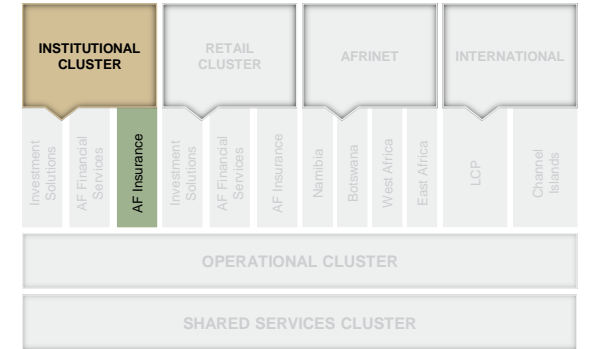 INSTITUTIONAL
CLUSTER
RETAIL
CLUSTER
AFRINET
INTERNATIONAL
Investment
Solutions
AF Financial
Services
AF Insurance
Investment
Solutions
AF Financial
Services
AF Insurance
Namibia
Botswana
West Africa
East Africa
LCP
Channel
Islands
OPERATIONAL CLUSTER
SHARED SERVICES CLUSTER